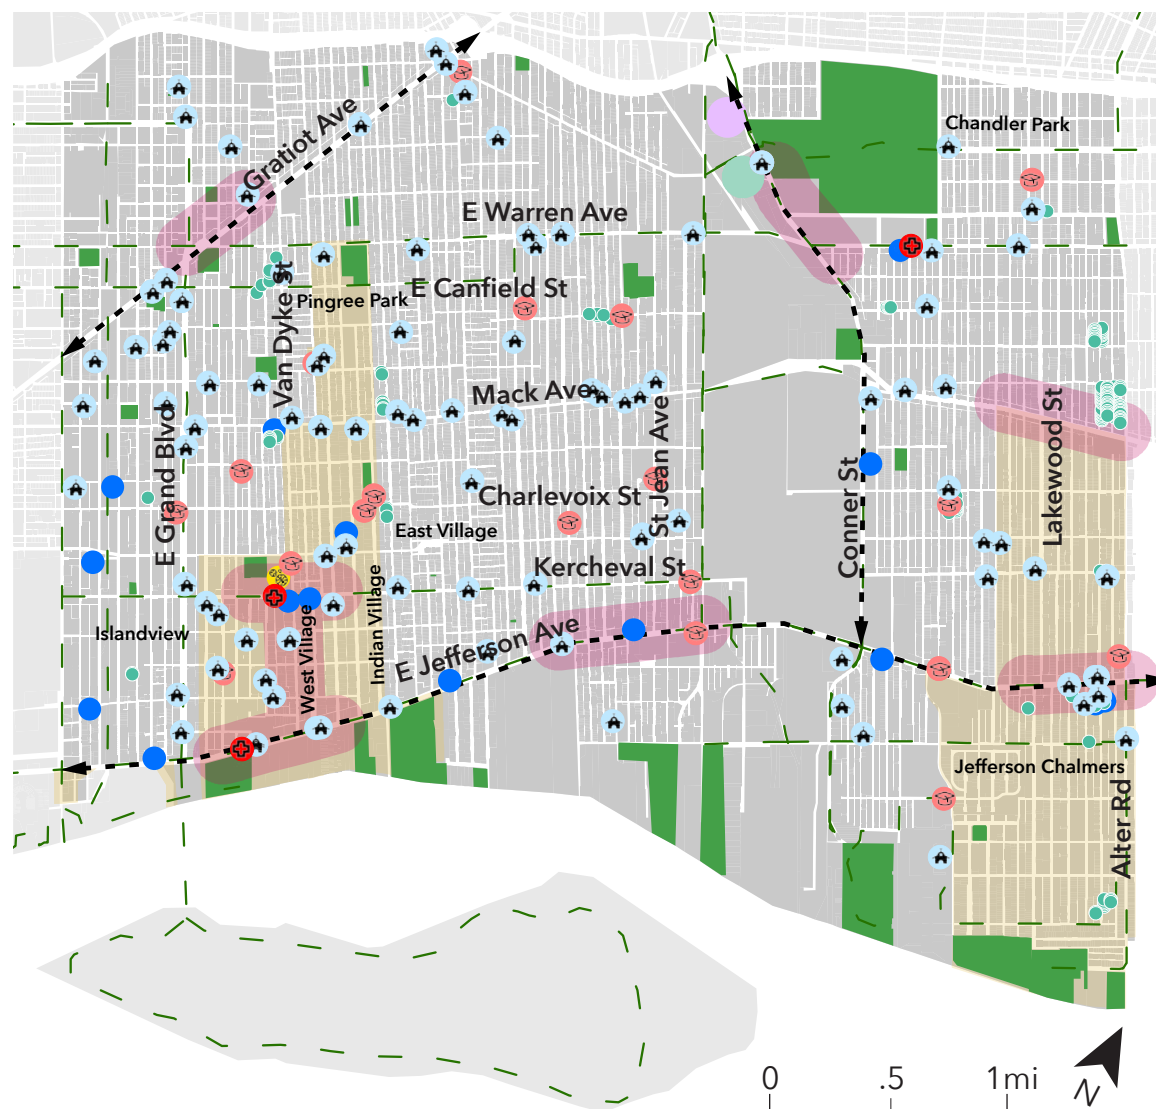 Chandler Park
Gratiot Ave
E Warren Ave
Van Dyke St
Pingree Park
E Canfield St
Mack Ave
E Grand Blvd
St Jean Ave
Lakewood St
Charlevoix St
Conner St
East Village
Kercheval St
Indian Village
Islandview
West Village
E Jefferson Ave
Jefferson Chalmers
Alter Rd
N
0 .5 1mi